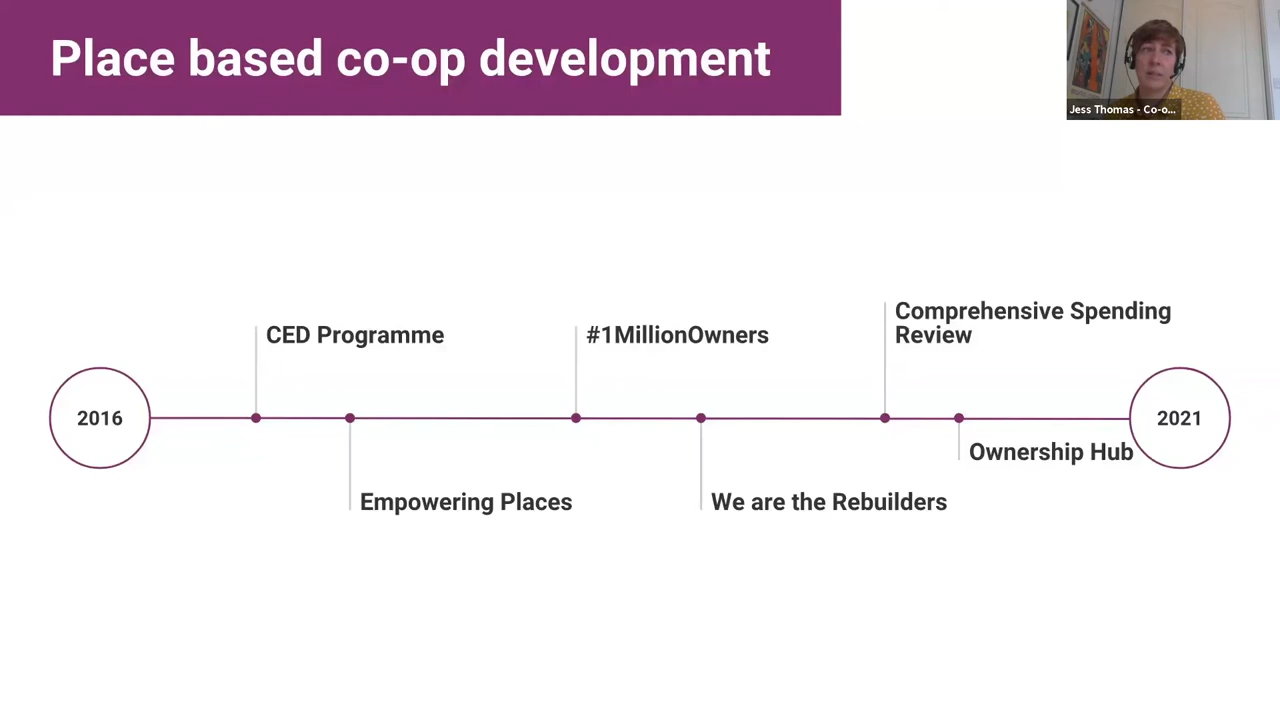 Place based co-op development
Jess Thomas - Co-o...
Comprehensive Spending
Review
CED Programme
#1MillionOwners
2016
2021
Ownership Hub
Empowering Places
We are the Rebuilders